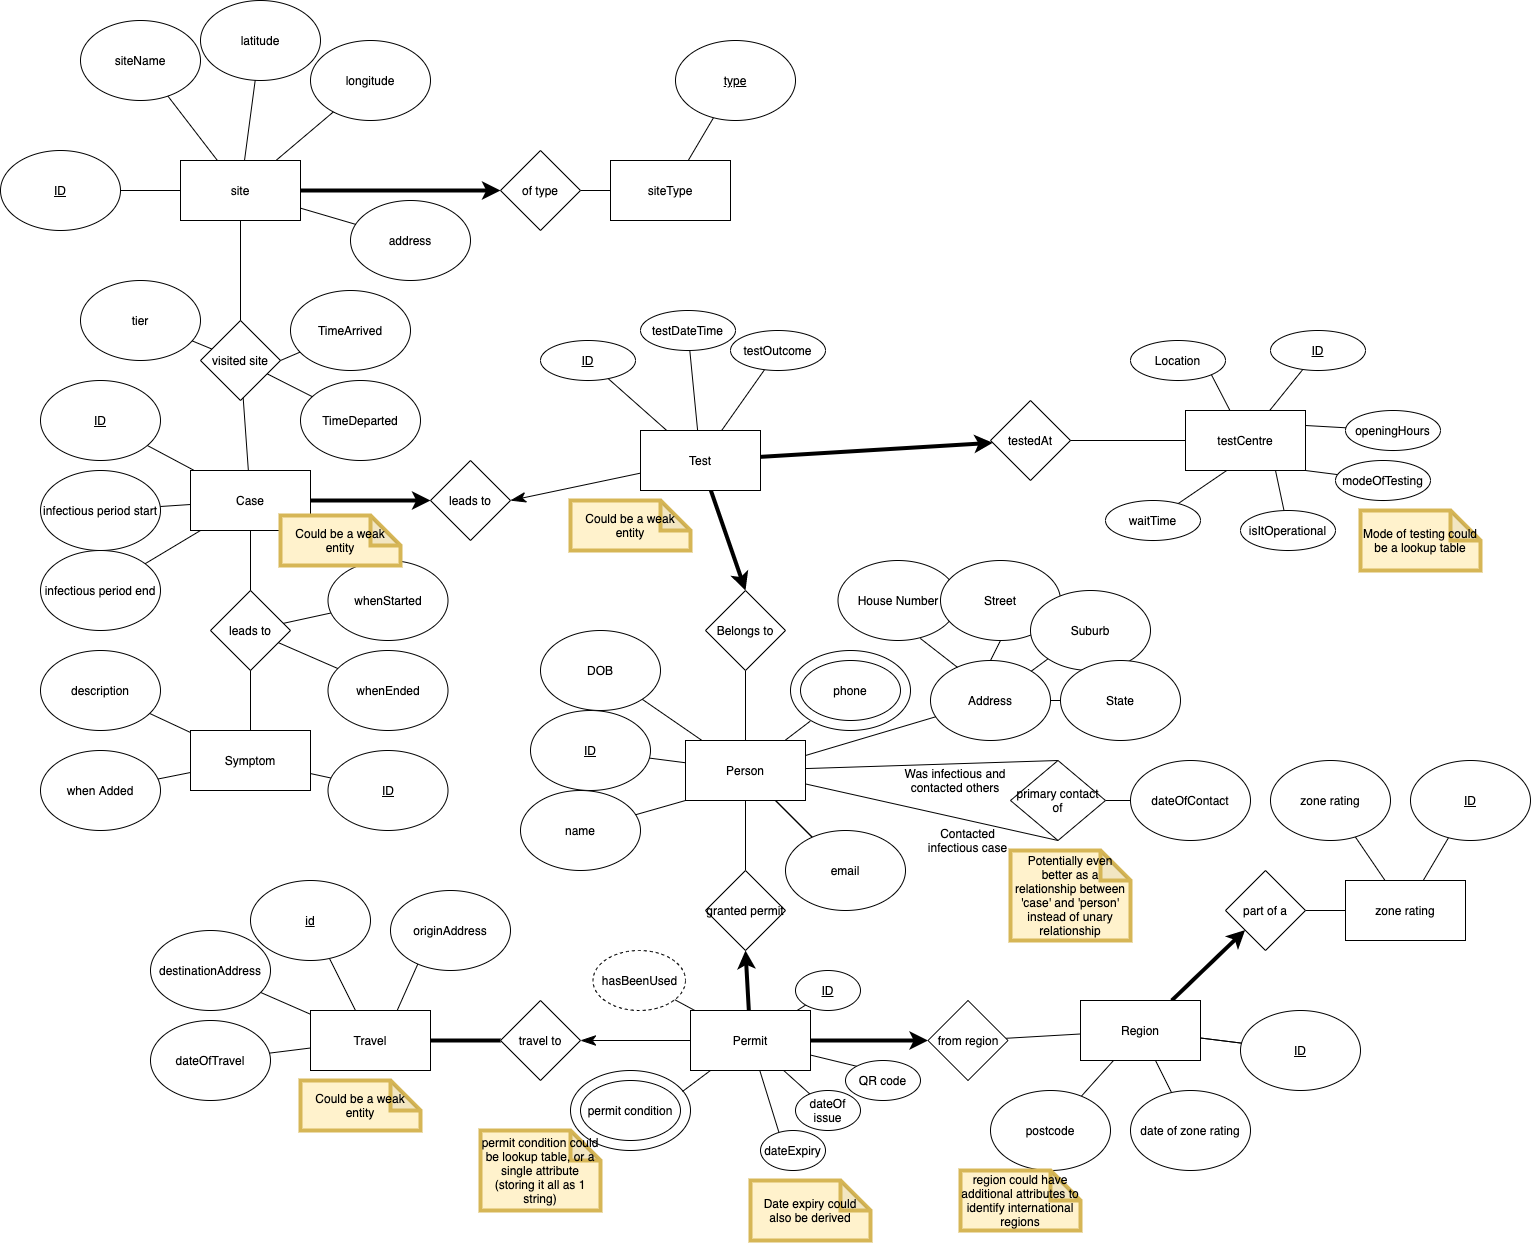 latitude
siteName
longitude
type
ID
site
of type
siteType
address
tier
TimeArrived
visited site
TimeDeparted
ID
testDateTime
testOutcome
ID
Location
ID
openingHours
testedAt
testCentre
Test
modeOfTesting
waitTime
isItOperational
Mode of testing could
be a lookup table
Case
leads to
infectious period start
Could be a weak
entity
Could be a weak
entity
infectious period end
whenStarted
leads to
whenEnded
description
Symptom
when Added
ID
House Number
Street
Suburb
Belongs to
DOB
phone
Address
State
ID
Person
Was infectious and
contacted others
primary contact
of
dateOfContact
name
Contacted
infectious case
email
Potentially even
better as a
relationship between
'case' and 'person'
instead of unary
relationship
zone rating
ID
part of a
zone rating
granted permit
id
originAddress
destinationAddress
hasBeenUsed
ID
Travel
travel to
Permit
from region
Region
ID
dateOfTravel
QR code
Could be a weak
entity
permit condition
dateOf
issue
dateExpiry
postcode
date of zone rating
permit condition could
be lookup table, or a
single attribute
(storing it all as 1
string)
Date expiry could
also be derived
region could have
additional attributes to
identify international
regions